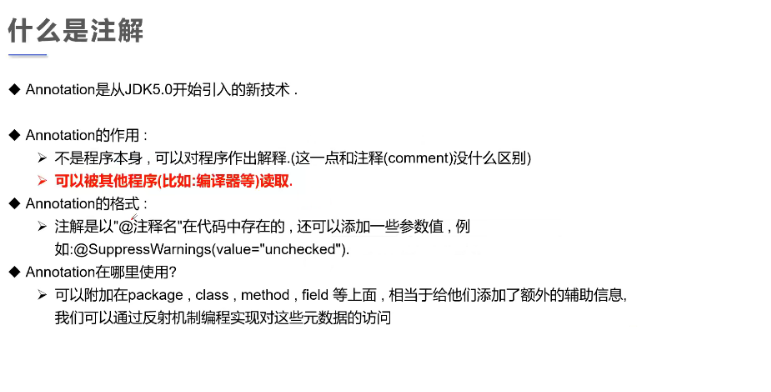 什么是注解
◆ Annotation是从JDK5.0开始引入的新技术 .
◆ Annotation的作用 :
➢ 不是程序本身 , 可以对程序作出解释.(这一点和注释(comment)没什么区别)
➢ 可以被其他程序(比如:编译器等)读取.
◆ Annotation的格式 :
➢ 注解是以"@注释名"在代码中存在的 , 还可以添加一些参数值 , 例
如:@SuppressWarnings(value="unchecked").
◆ Annotation在哪里使用?
➢ 可以附加在package , class , method , field 等上面 , 相当于给他们添加了额外的辅助信息,
我们可以通过反射机制编程实现对这些元数据的访问